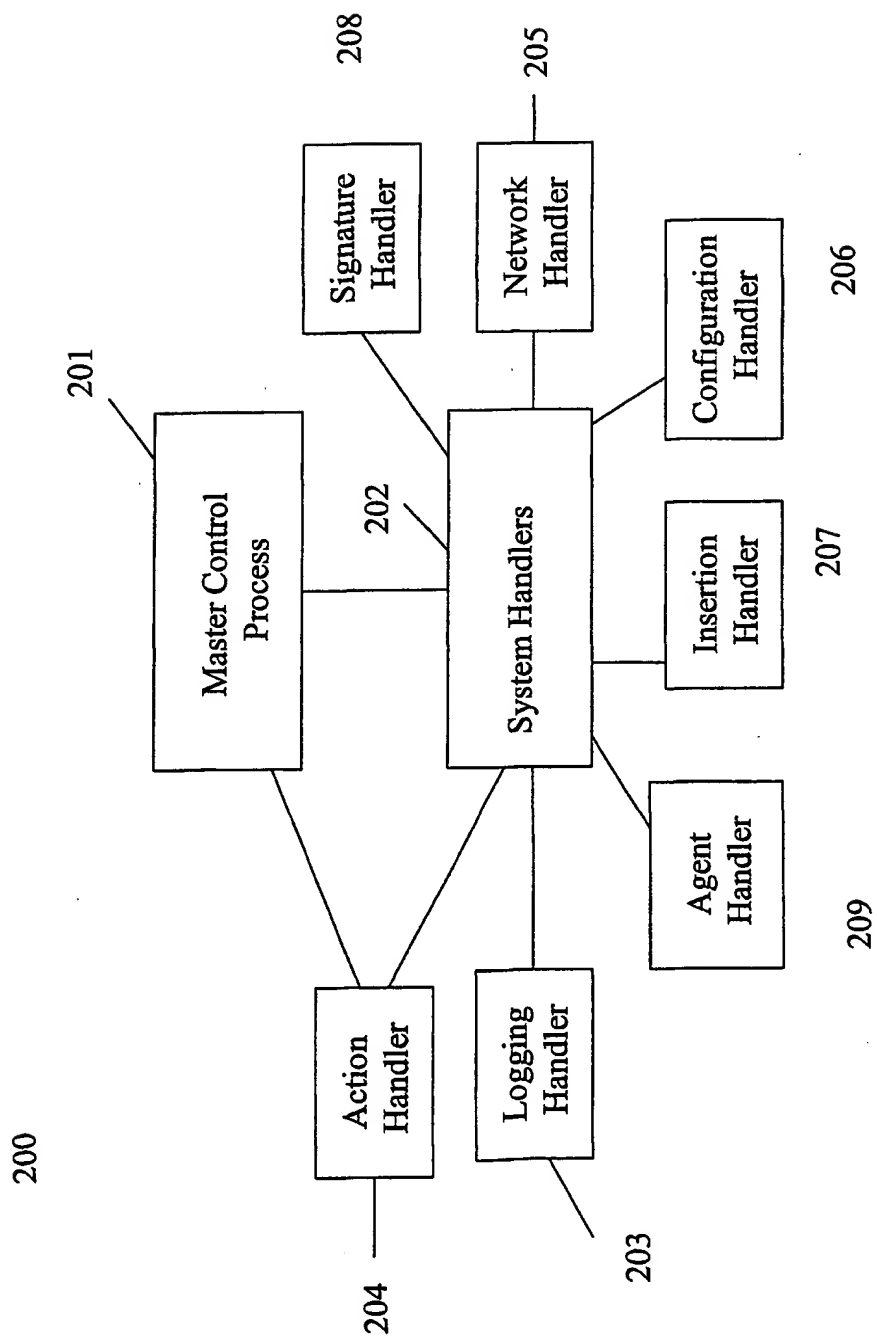 200
201
Master Control
Process
208
Signature
Handler
202
Action
Handler
204
System Handlers
205
Network
Handler
Logging
Handler
203
Agent
Handler
209
Insertion
Handler
207
Configuration
Handler
206